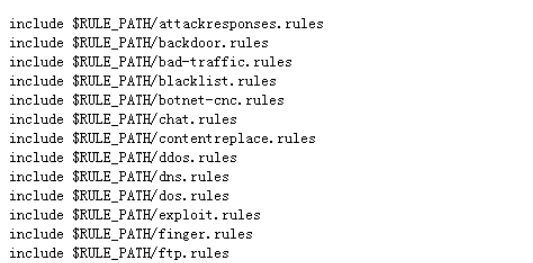 include $RULE_PATH/attackresponses.rules
include $RULE_PATH/backdoor.rules
include $RULE_PATH/bad-traffic.rules
include $RULE_PATH/blacklist.rules
include $RULE_PATH/botnet-cnc.rules
include $RULE_PATH/chat.rules
include $RULE_PATH/contentreplace.rules
include $RULE_PATH/ddos.rules
include $RULE_PATH/dns.rules
include $RULE_PATH/dos.rules
include $RULE_PATH/exploit.rules
include $RULE_PATH/finger.rules
include $RULE_PATH/ftp.rules